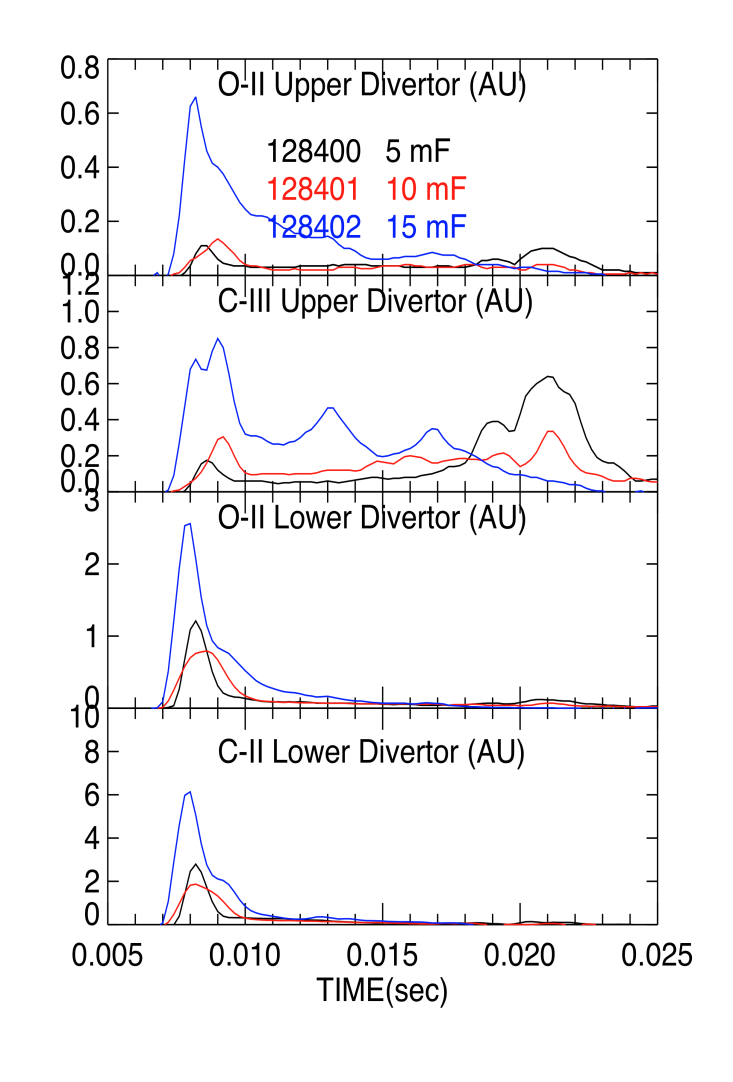 0.8
O-II Upper Divertor (AU)
0.6
128400 5 mF
0.4
128401 10 mF
0.2
128402 15 mF
0.0
1.2
C-III Upper Divertor (AU)
1.0
0.8
0.6
0.4
0.2
0.0
3
O-II Lower Divertor (AU)
2
1
0
10
C-II Lower Divertor (AU)
8
6
4
2
0
0.005 0.010 0.015 0.020 0.025
TIME(sec)